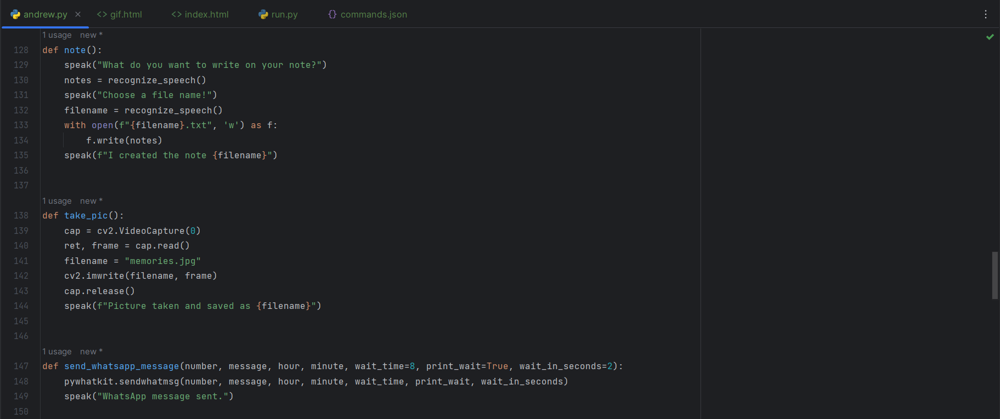 andrew.py gif.html index.html run.py commands.json
1 usage new *
128 def note():
129     speak("What do you want to write on your note?")
130     notes = recognize_speech()
131     speak("Choose a file name!")
132     filename = recognize_speech()
133     with open(f"{filename}.txt", 'w') as f:
134         f.write(notes)
135     speak(f"I created the note {filename}")
136
137
1 usage new *
138 def take_pic():
139     cap = cv2.VideoCapture(0)
140     ret, frame = cap.read()
141     filename = "memories.jpg"
142     cv2.imwrite(filename, frame)
143     cap.release()
144     speak(f"Picture taken and saved as {filename}")
145
146
1 usage new *
147 def send_whatsapp_message(number, message, hour, minute, wait_time=8, print_wait=True, wait_in_seconds=2):
148     pywhatkit.sendwhatmsg(number, message, hour, minute, wait_time, print_wait, wait_in_seconds)
149     speak("WhatsApp message sent.")
150